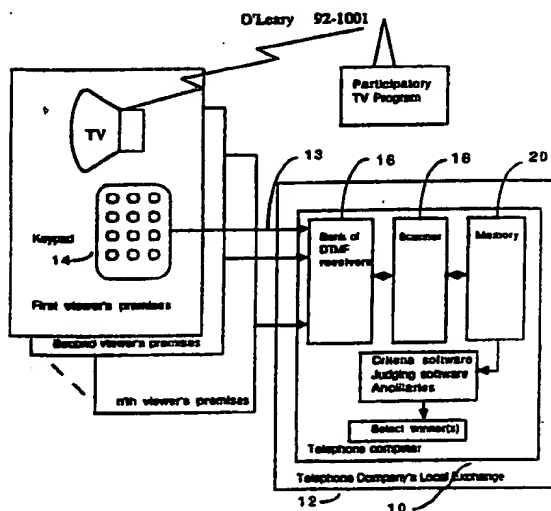 O'Leary 92-1001
Participatory
TV Program
TV
13
16
18
20
Keypad
14
Bank of
DTMF
receivers
Scanner
Memory
First viewer's premises
Second viewer's premises
n'th viewer's premises
Criteria software
Judging software
Ancillaries
Select winner(s)
Telephone computer
Telephone Company's Local Exchange
12
10